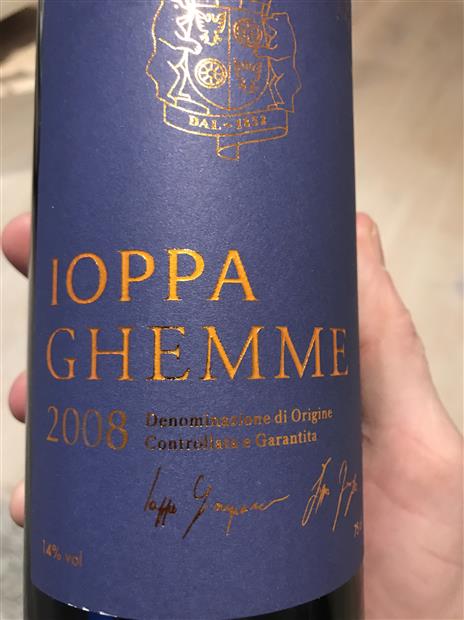 DAL-1852
IOPPA
GHEMME
2008 Denominazione di Origine
Controllata e Garantita
14% vol